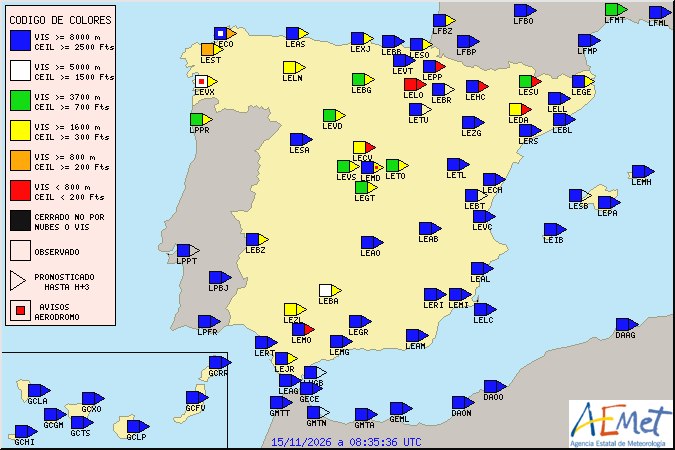 CODIGO DE COLORES
VIS >= 8000 m
CEIL >= 2500 Fts
VIS >= 5000 m
CEIL >= 1500 Fts
VIS >= 3700 m
CEIL >= 700 Fts
VIS >= 1600 m
CEIL >= 300 Fts
VIS >= 800 m
CEIL >= 200 Fts
VIS < 800 m
CEIL < 200 Fts
CERRADO NO POR
NUBES O VIS
OBSERVADO
PRONOSTICADO
HASTA H+3
AVISOS
AERODROMO
LFBO
LFMT
LFML
LFBZ
LECO
LEAS
LEXJ
LEBB
LESO
LFBP
LFMP
LEST
LEVT
LEPP
LELN
LEVX
LEBG
LELO
LEBR
LEHC
LESU
LEGE
LELL
LETU
LEDA
LPPR
LEVD
LEZG
LERS
LEBL
LESA
LECV
LEVS
LEMD
LETO
LETL
LEMH
LEGT
LECH
LEBT
LESB
LEPA
LEVC
LEAB
LEIB
LEBZ
LEAO
LPPT
LEAL
LPBJ
LEBA
LERI
LEMI
LELC
LEZL
LPFR
LEMO
LEGR
DAAG
LERT
LEMG
LEAM
LEJR
GCRR
LEAG
GECE
DAOO
GCLA
GCXO
GCFV
GMTT
GMTN
GMTA
GEML
DAON
GCGM
GCTS
GCLP
GCHI
15/11/2026 a 08:35:36 UTC
AEMet
Agencia Estatal de Meteorología